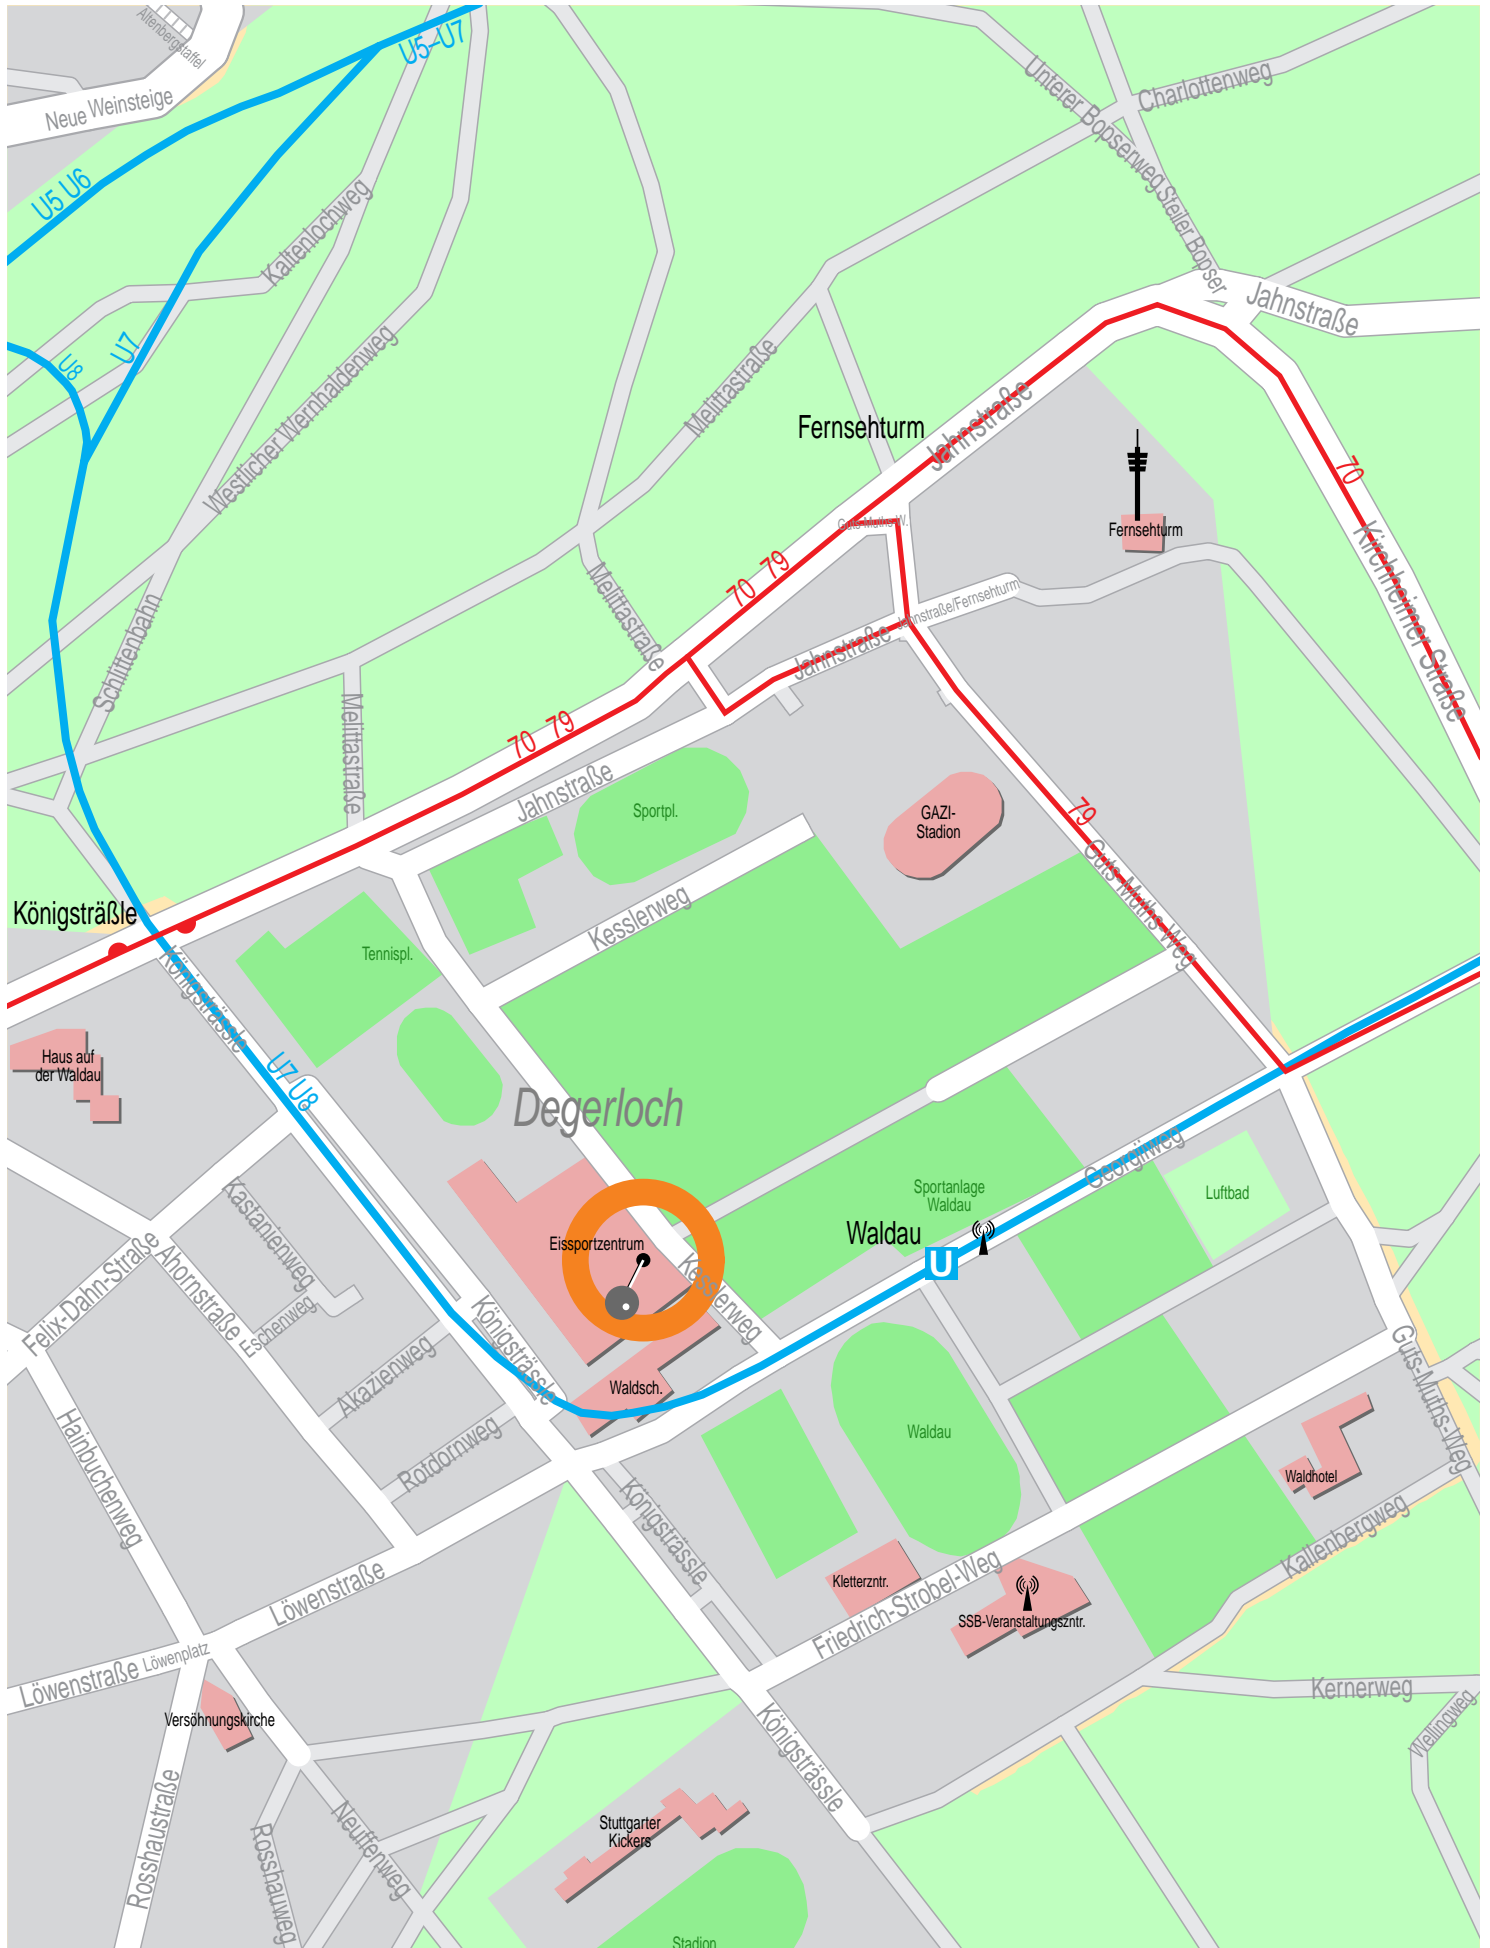 Altenbergstaffel
Neue Weinsteige
U5–U7
U5 U6
Unterer Bopserweg
Charlottenweg
Steiler Bopser
Kaltenlochweg
Jahnstraße
U7
U8
Westlicher Wernhaldenweg
Melittastraße
Fernsehturm
Jahnstraße
70
Guts-Muths-W.
Fernsehturm
Kirchheimer Straße
70 79
Melittastraße
Jahnstraße/Fernsehturm
Jahnstraße
Schlittenbahn
Melittastraße
70 79
Jahnstraße
Sportpl.
GAZI-
Stadion
79
Guts-Muths-Weg
Königsträßle
Kesslerweg
Tennispl.
Königsträssle
Haus auf
der Waldau
U7 U8
Degerloch
Georgiiweg
Sportanlage
Waldau
Luftbad
Kastanienweg
Waldau
U
Eissportzentrum
Kesslerweg
Felix-Dahn-Straße
Ahornstraße
Eschenweg
Königsträssle
Akazienweg
Guts-Muths-Weg
Waldsch.
Hainbuchenweg
Rotdornweg
Waldau
Waldhotel
Königsträssle
Kallenbergweg
Löwenstraße
Kletterzntr.
Friedrich-Strobel-Weg
SSB-Veranstaltungszntr.
Löwenstraße
Löwenplatz
Kernerweg
Versöhnungskirche
Königsträssle
Wellingweg
Rosshaustraße
Neuffenweg
Rosshauweg
Stuttgarter
Kickers
Stadion